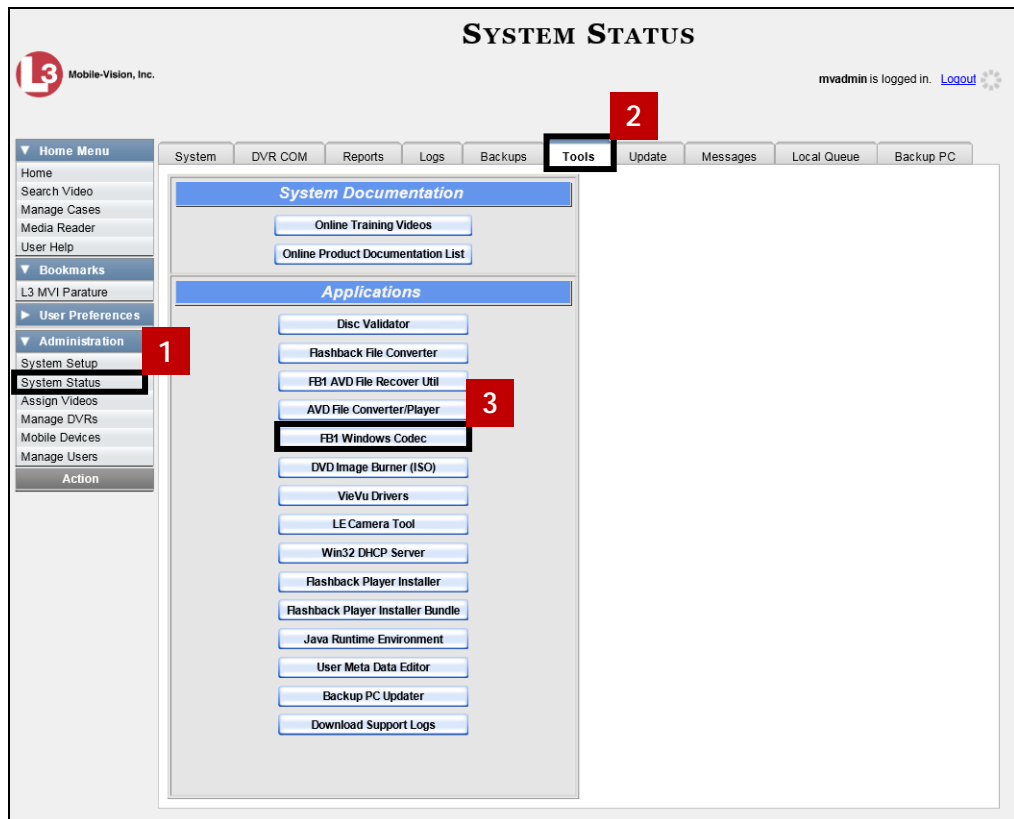 SYSTEM STATUS
L3 Mobile-Vision, Inc.
mvadmin is logged in. Logout
2
▼ Home Menu
Home
Search Video
Manage Cases
Media Reader
User Help
▼ Bookmarks
L3 MVI Parature
► User Preferences
▼ Administration
1
System Setup
System Status
Assign Videos
Manage DVRs
Mobile Devices
Manage Users
Action
System DVR COM Reports Logs Backups Tools Update Messages Local Queue Backup PC
System Documentation
Online Training Videos
Online Product Documentation List
Applications
Disc Validator
Flashback File Converter
FB1 AVD File Recover Util
AVD File Converter/Player
3
FB1 Windows Codec
DVD Image Burner (ISO)
VieVu Drivers
LE Camera Tool
Win32 DHCP Server
Flashback Player Installer
Flashback Player Installer Bundle
Java Runtime Environment
User Meta Data Editor
Backup PC Updater
Download Support Logs